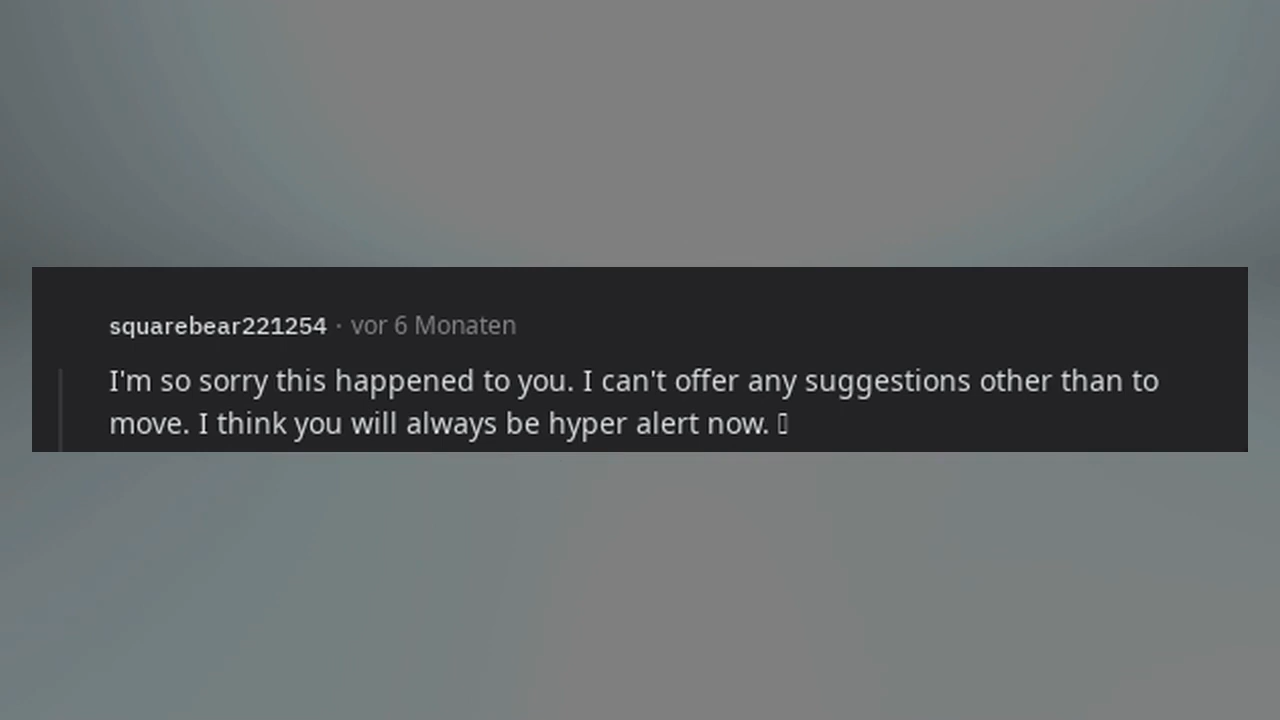 squarebear221254 · vor 6 Monaten
I'm so sorry this happened to you. I can't offer any suggestions other than to
move. I think you will always be hyper alert now.